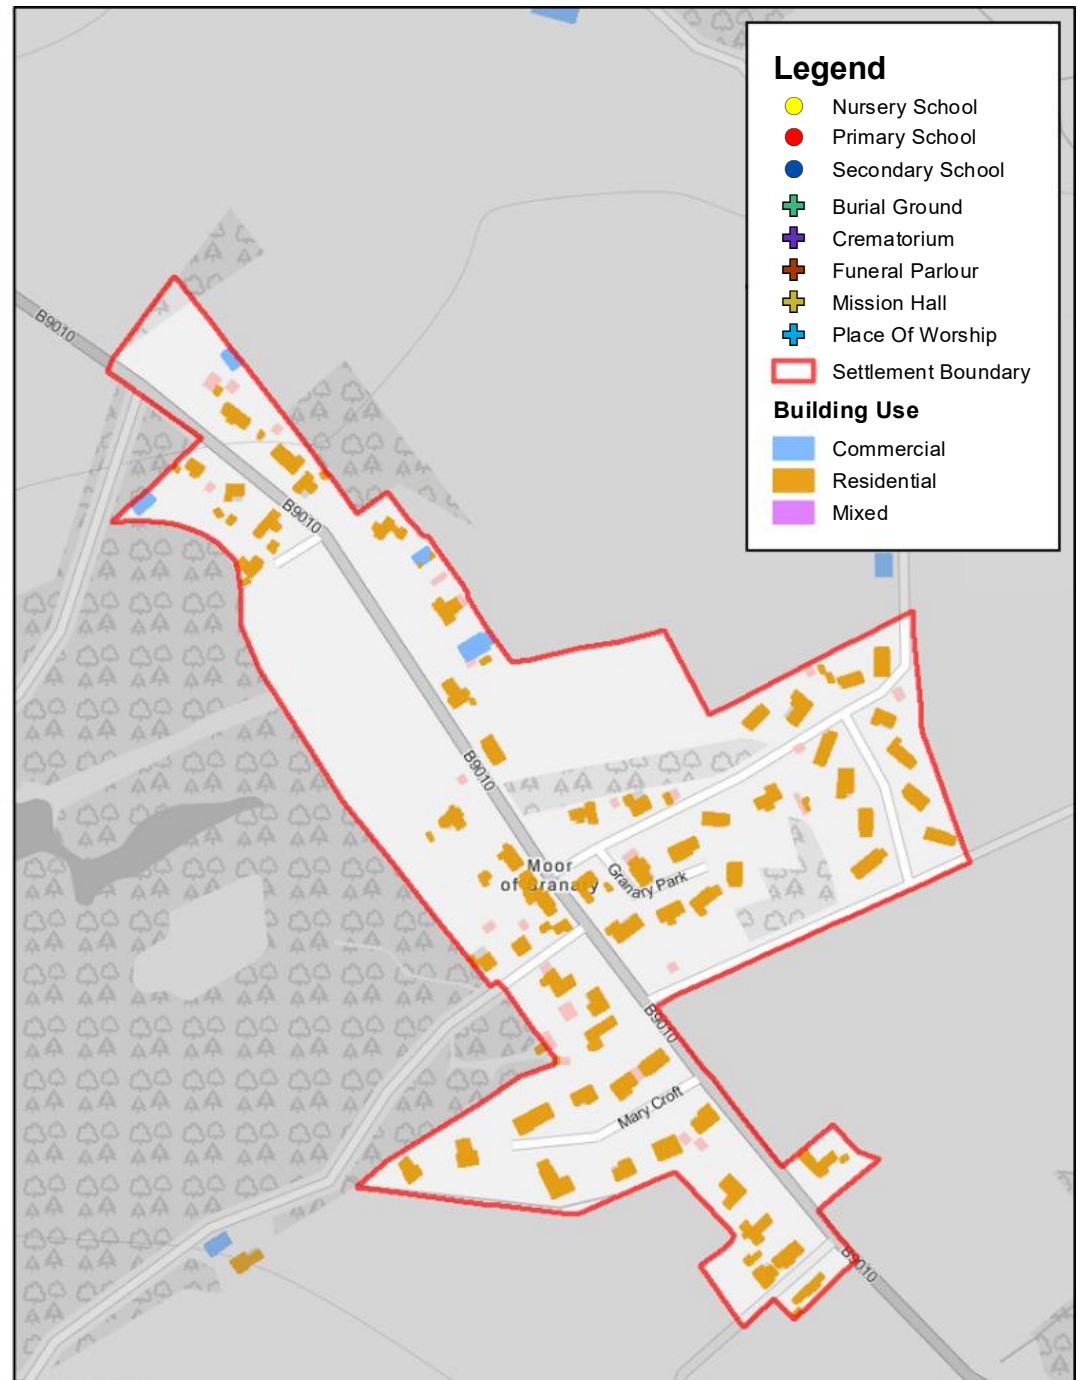 Legend
Nursery School
Primary School
Secondary School
Burial Ground
Crematorium
Funeral Parlour
Mission Hall
Place Of Worship
Settlement Boundary
Building Use
Commercial
Residential
Mixed
B9010
B9010
B9010
Moor
of Granary
Granary Park
B9010
Mary Croft
B9010